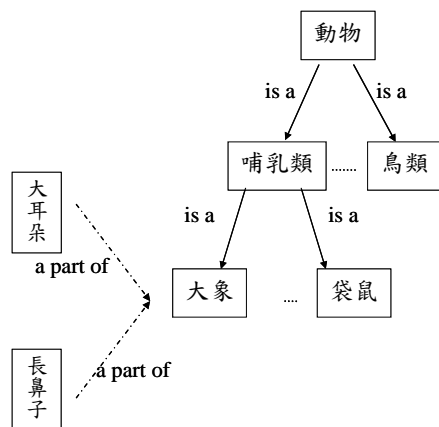 動物
is a
is a
哺乳類
........
鳥類
大耳朵
is a
is a
a part of
大象
....
袋鼠
長鼻子
a part of